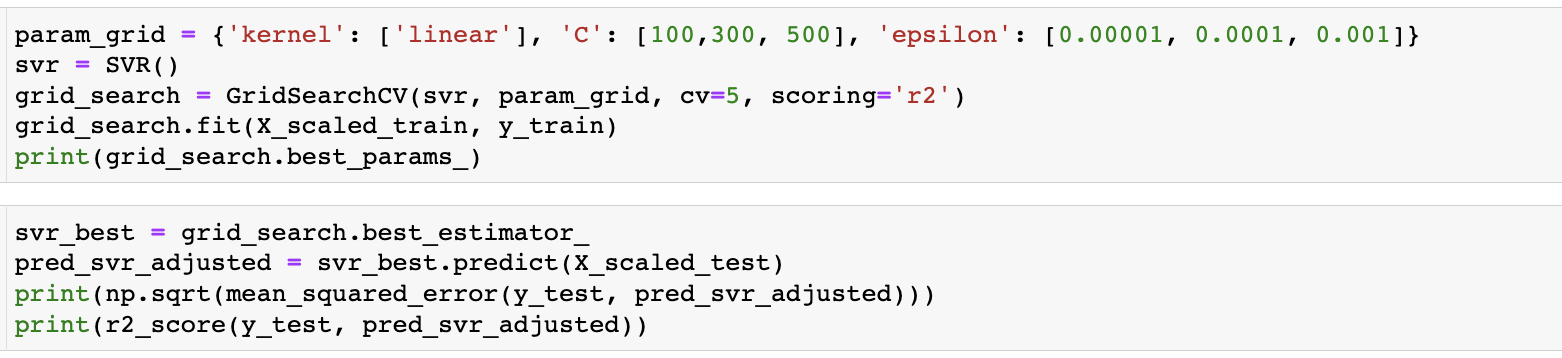 param_grid = {'kernel': ['linear'], 'C': [100,300, 500], 'epsilon': [0.00001, 0.0001, 0.001]}
svr = SVR()
grid_search = GridSearchCV(svr, param_grid, cv=5, scoring='r2')
grid_search.fit(X_scaled_train, y_train)
print(grid_search.best_params_)
svr_best = grid_search.best_estimator_
pred_svr_adjusted = svr_best.predict(X_scaled_test)
print(np.sqrt(mean_squared_error(y_test, pred_svr_adjusted)))
print(r2_score(y_test, pred_svr_adjusted))